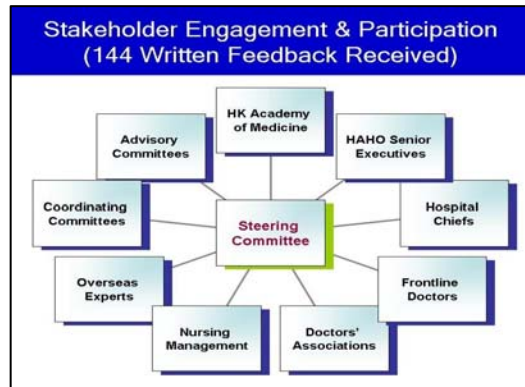 Stakeholder Engagement & Participation
(144 Written Feedback Received)
HK Academy
of Medicine
Advisory
Committees
HAHO Senior
Executives
Coordinating
Committees
Steering
Committee
Hospital
Chiefs
Overseas
Experts
Frontline
Doctors
Nursing
Management
Doctors'
Associations